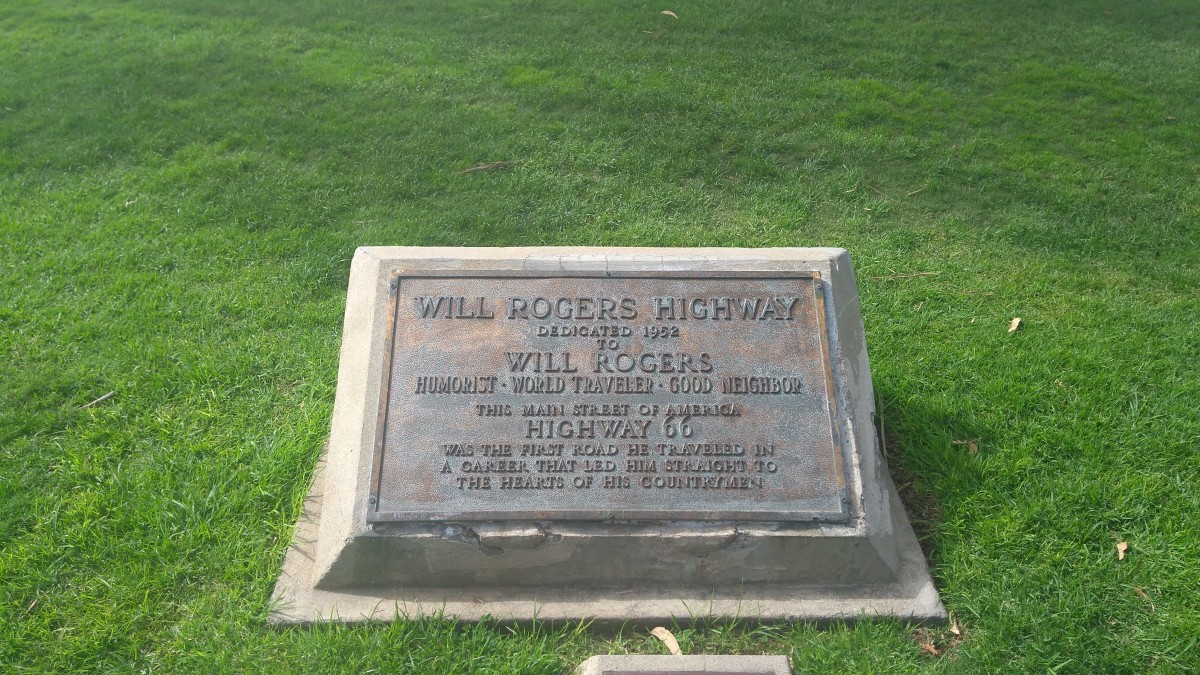 WILL ROGERS HIGHWAY
DEDICATED 1952
TO
WILL ROGERS
HUMORIST · WORLD TRAVELER · GOOD NEIGHBOR
THIS MAIN STREET OF AMERICA
HIGHWAY 66
WAS THE FIRST ROAD HE TRAVELED IN
A CAREER THAT LED HIM STRAIGHT TO
THE HEARTS OF HIS COUNTRYMEN